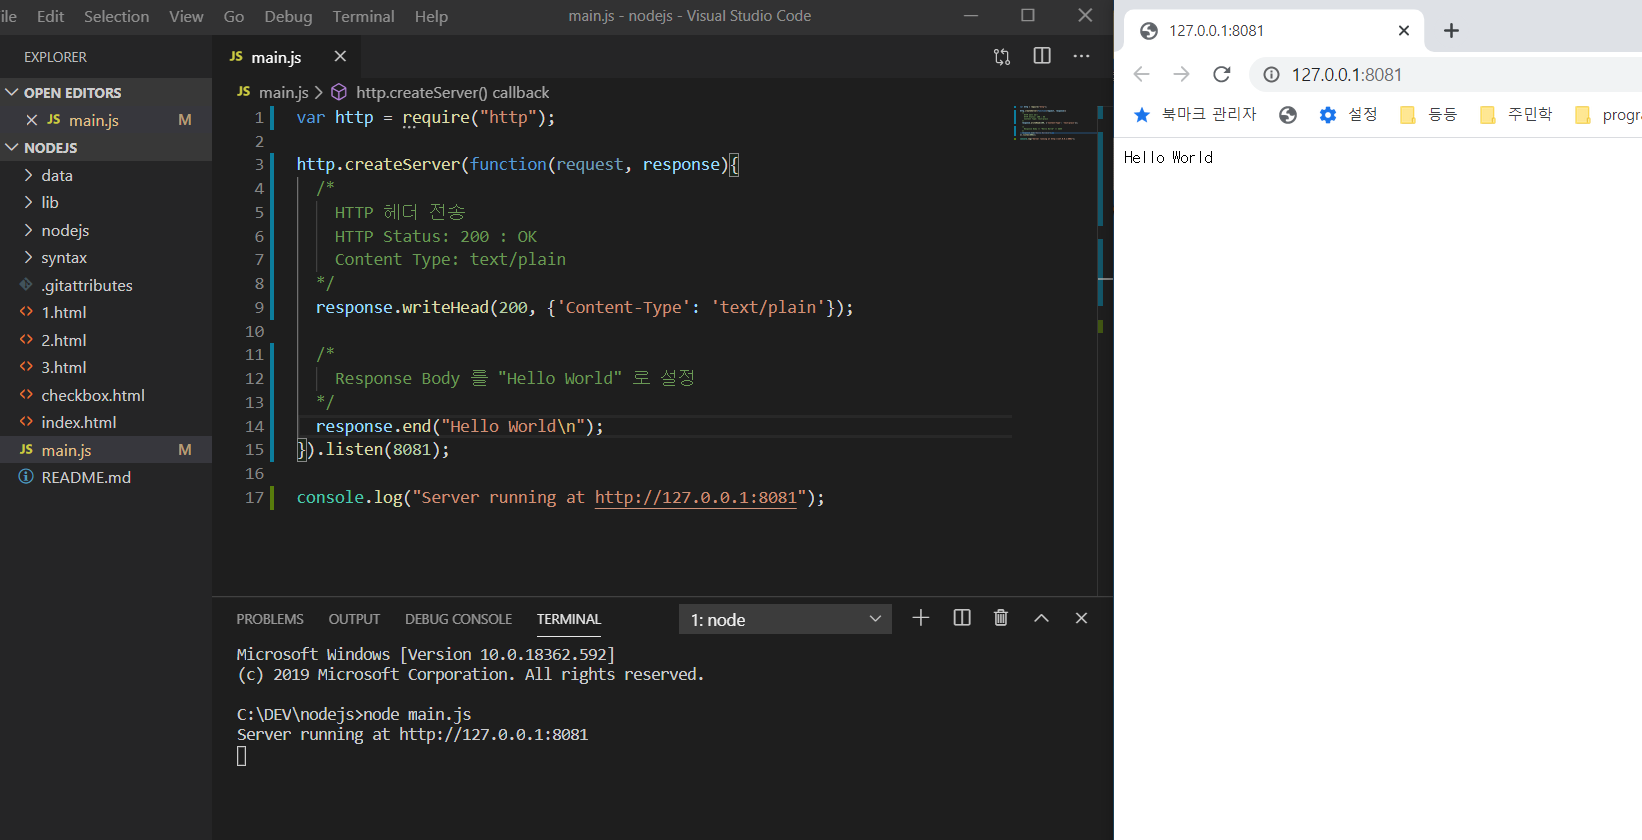 ile Edit Selection View Go Debug Terminal Help main.js - nodejs - Visual Studio Code
EXPLORER
OPEN EDITORS
JS main.js M
NODEJS
data
lib
nodejs
syntax
.gitattributes
1.html
2.html
3.html
checkbox.html
index.html
JS main.js M
README.md
JS main.js
JS main.js > http.createServer() callback
1 var http = require("http");
2
3 http.createServer(function(request, response){
4 /*
5 HTTP 헤더 전송
6 HTTP Status: 200 : OK
7 Content Type: text/plain
8 */
9 response.writeHead(200, {'Content-Type': 'text/plain'});
10
11 /*
12 Response Body 를 "Hello World" 로 설정
13 */
14 response.end("Hello World\n");
15 }).listen(8081);
16
17 console.log("Server running at http://127.0.0.1:8081");
PROBLEMS OUTPUT DEBUG CONSOLE TERMINAL 1: node
Microsoft Windows [Version 10.0.18362.592]
(c) 2019 Microsoft Corporation. All rights reserved.
C:\DEV\nodejs>node main.js
Server running at http://127.0.0.1:8081
127.0.0.1:8081
127.0.0.1:8081
북마크 관리자 설정 등등 주민학 progra
Hello World